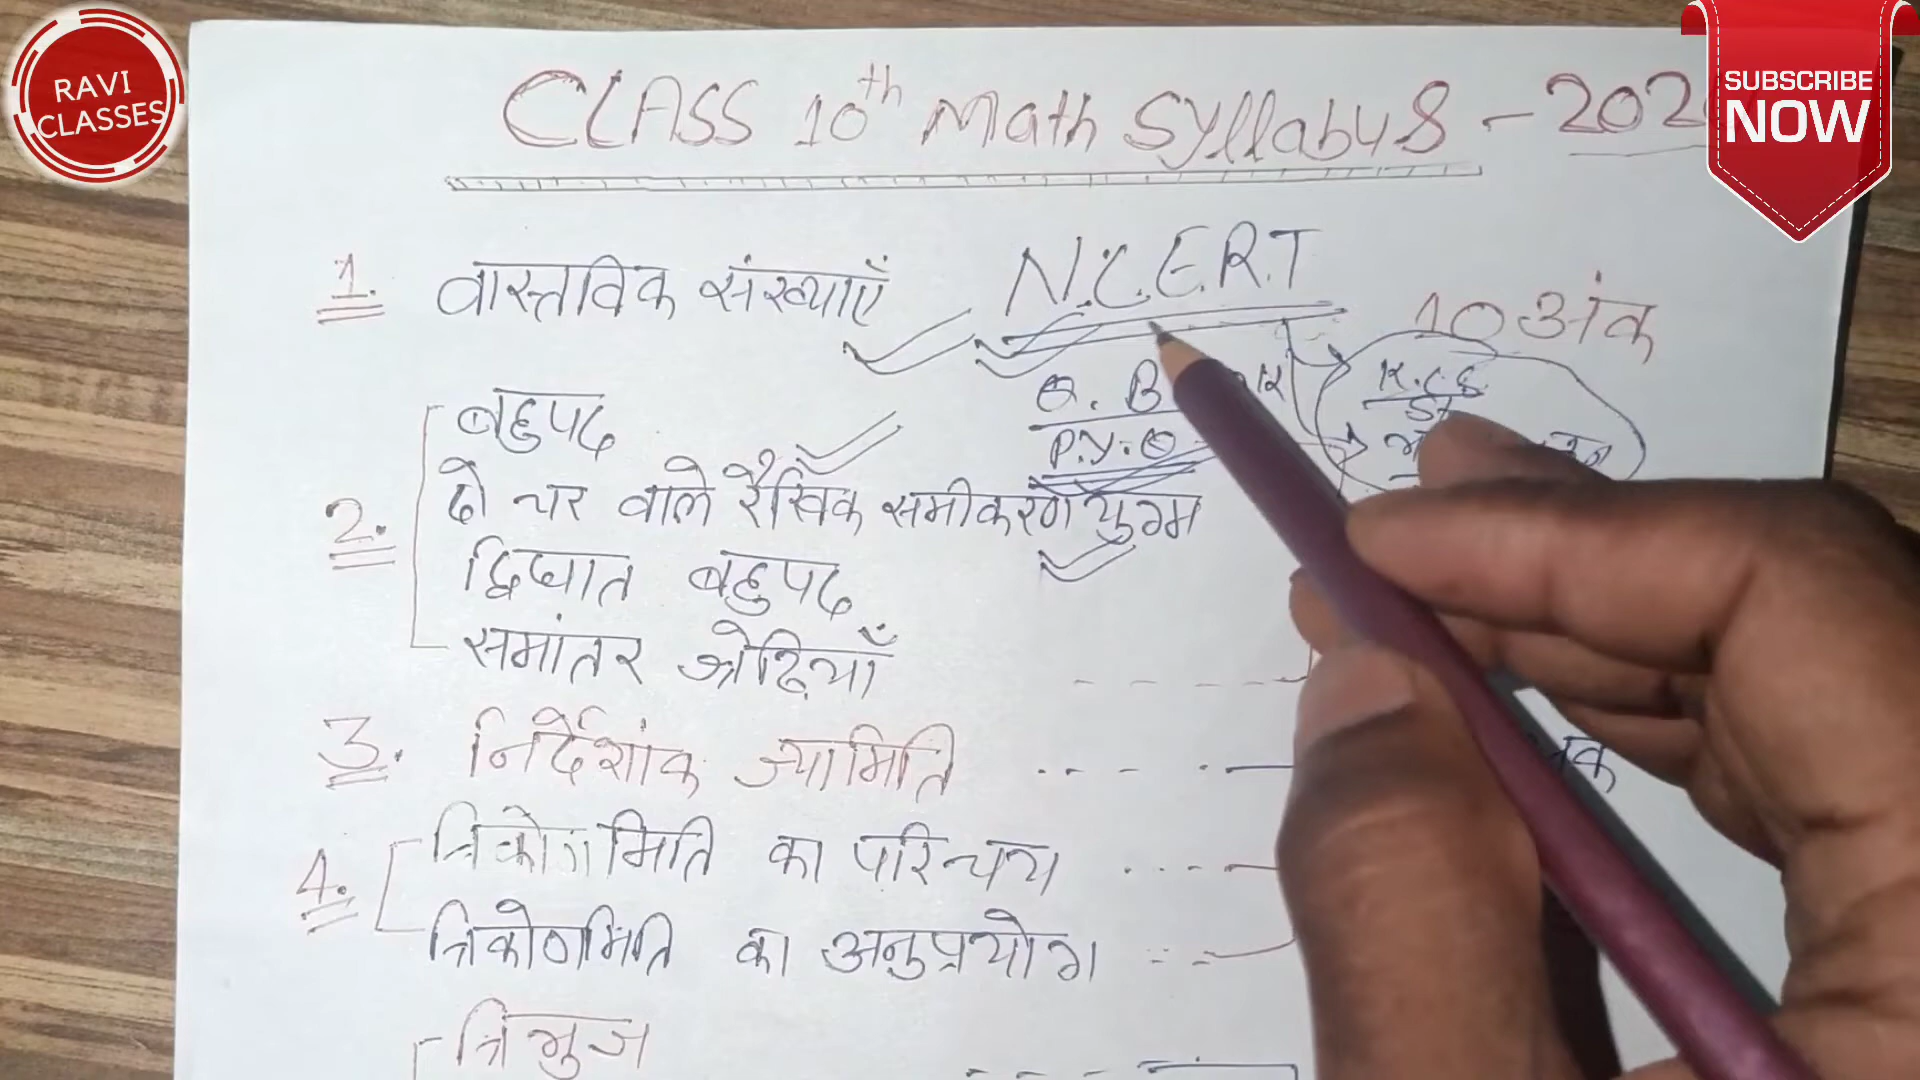 RAVI
CLASSES
SUBSCRIBE
NOW
CLASS 10th Math Syllabus -
1. वास्तविक संख्याएँ N.C.E.R.T 10 अंक
Q. B
P.Y.Q
बहुपद
2. दो चर वाले रैखिक समीकरण युग्म
द्विघात बहुपद
समांतर श्रेढ़ियाँ
3. निर्देशांक ज्यामिति
4. त्रिकोणमिति का परिचय
त्रिकोणमिति का अनुप्रयोग
त्रिभुज